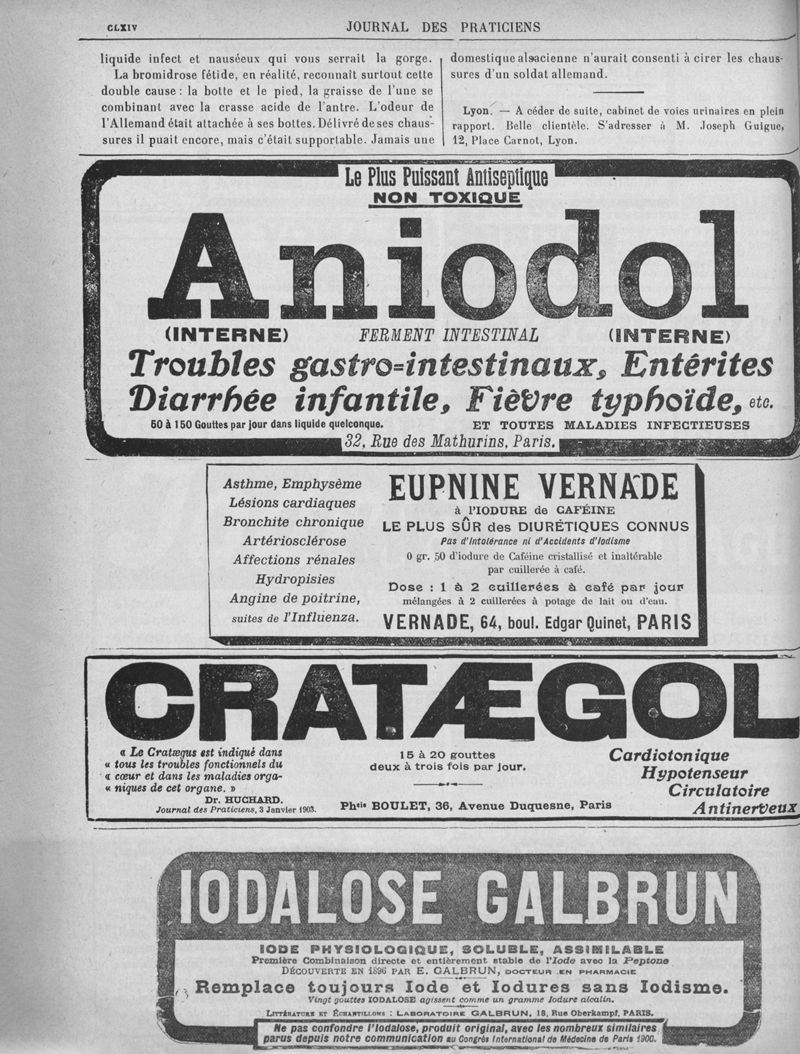 CLXIV
JOURNAL DES PRATICIENS
liquide infect et nauséeux qui vous serrait la gorge.
La bromidrose fétide, en réalité, reconnaît surtout cette
double cause : la botte et le pied, la graisse de l'une se
combinant avec la crasse acide de l'antre. L'odeur de
l'Allemand était attachée à ses bottes. Délivré de ses chaus-
sures il puait encore, mais c'était supportable. Jamais une
domestique alsacienne n'aurait consenti à cirer les chaus-
sures d'un soldat allemand.
Lyon. — A céder de suite, cabinet de voies urinaires en plein
rapport. Belle clientèle. S'adresser à M. Joseph Guigue,
12, Place Carnot, Lyon.
Le Plus Puissant Antiseptique
NON TOXIQUE
Aniodol
(INTERNE) FERMENT INTESTINAL (INTERNE)
Troubles gastro=intestinaux, Entérites
Diarrhée infantile, Fièvre typhoïde, etc.
50 à 150 Gouttes par jour dans liquide quelconque. ET TOUTES MALADIES INFECTIEUSES
32, Rue des Mathurins, Paris.
Asthme, Emphysème
Lésions cardiaques
Bronchite chronique
Artériosclérose
Affections rénales
Hydropisies
Angine de poitrine,
suites de l'Influenza.
EUPNINE VERNADE
à l'IODURE de CAFÉINE
LE PLUS SÛR des DIURÉTIQUES CONNUS
Pas d'Intolérance ni d'Accidents d'Iodisme
0 gr. 50 d'iodure de Caféine cristallisé et inaltérable
par cuillerée à café.
Dose : 1 à 2 cuillerées à café par jour
mélangées à 2 cuillerées à potage de lait ou d'eau.
VERNADE, 64, boul. Edgar Quinet, PARIS
CRATÆGOL
« Le Cratægus est indiqué dans
« tous les troubles fonctionnels du
« cœur et dans les maladies orga-
« niques de cet organe. »
Dr. HUCHARD.
Journal des Praticiens, 3 Janvier 1903.
15 à 20 gouttes
deux à trois fois par jour.
Phcie BOULET, 36, Avenue Duquesne, Paris
Cardiotonique
Hypotenseur
Circulatoire
Antinerveux
IODALOSE GALBRUN
IODE PHYSIOLOGIQUE, SOLUBLE, ASSIMILABLE
Première Combinaison directe et entièrement stable de l'Iode avec la Peptone
DÉCOUVERTE EN 1896 PAR E. GALBRUN, DOCTEUR EN PHARMACIE
Remplace toujours Iode et Iodures sans Iodisme.
Vingt gouttes IODALOSE agissent comme un gramme Iodure alcalin.
LITTÉRATURE ET ÉCHANTILLONS : LABORATOIRE GALBRUN, 18, Rue Oberkampf, PARIS.
Ne pas confondre l'Iodalose, produit original, avec les nombreux similaires
parus depuis notre communication au Congrès International de Médecine de Paris 1900.